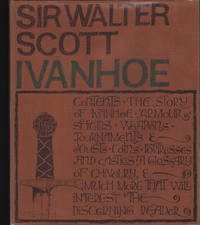 SIR WALTER
SCOTT
IVANHOE
CONTENTS · THE STORY
OF IVANHOE · ARMOUR
SHIELDS · WEAPONS ·
TOURNAMENTS &
JOUSTS · COINS · FORTRESSES
AND CASTLES · A GLOSSARY
OF CHIVALRY, &
MUCH MORE THAT WILL
INTEREST THE
DISCERNING READER